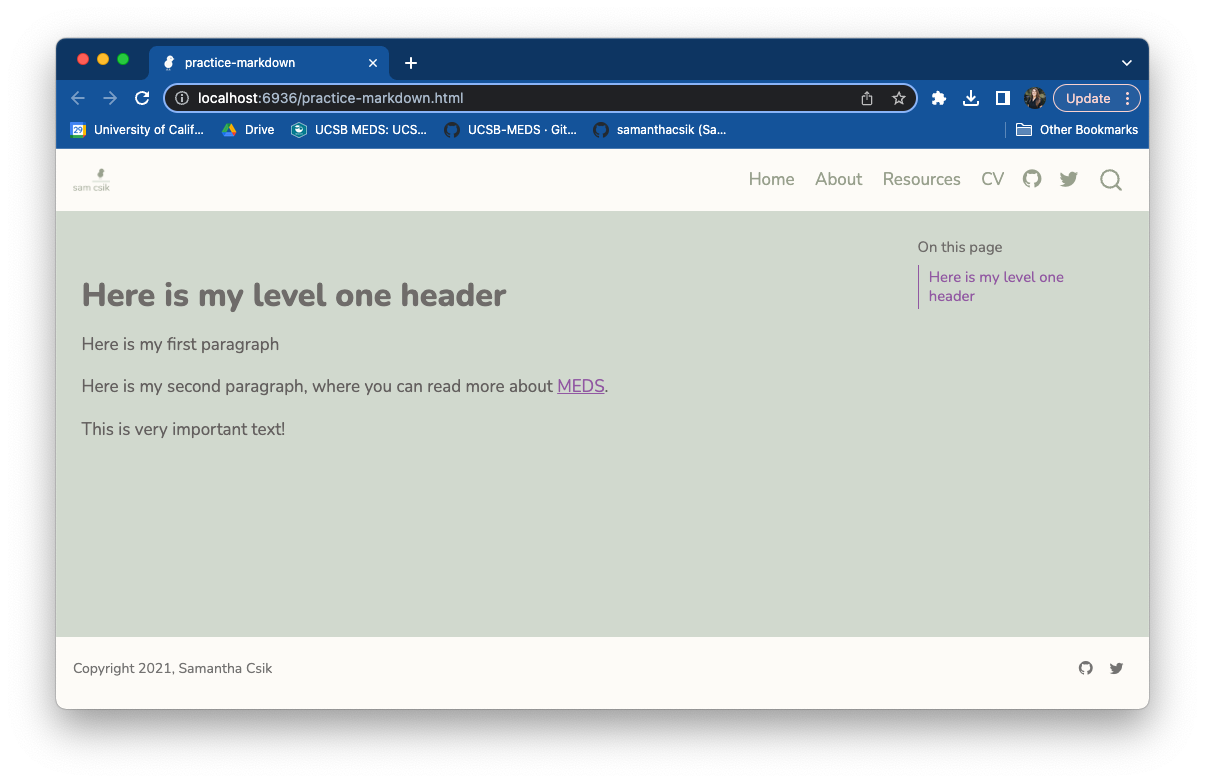 practice-markdown
localhost:6936/practice-markdown.html
Update
29
University of Calif...
Drive
UCSB MEDS: UCS...
UCSB-MEDS · Git...
samanthacsik (Sa...
Other Bookmarks
sam csik
Home
About
Resources
CV
On this page
Here is my level one
header
Here is my level one header
Here is my first paragraph
Here is my second paragraph, where you can read more about MEDS.
This is very important text!
Copyright 2021, Samantha Csik